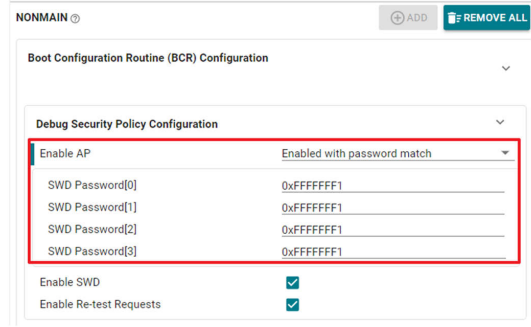 NONMAIN
ADD
REMOVE ALL
Boot Configuration Routine (BCR) Configuration
Debug Security Policy Configuration
Enable AP Enabled with password match
SWD Password[0] 0xFFFFFFF1
SWD Password[1] 0xFFFFFFF1
SWD Password[2] 0xFFFFFFF1
SWD Password[3] 0xFFFFFFF1
Enable SWD
Enable Re-test Requests